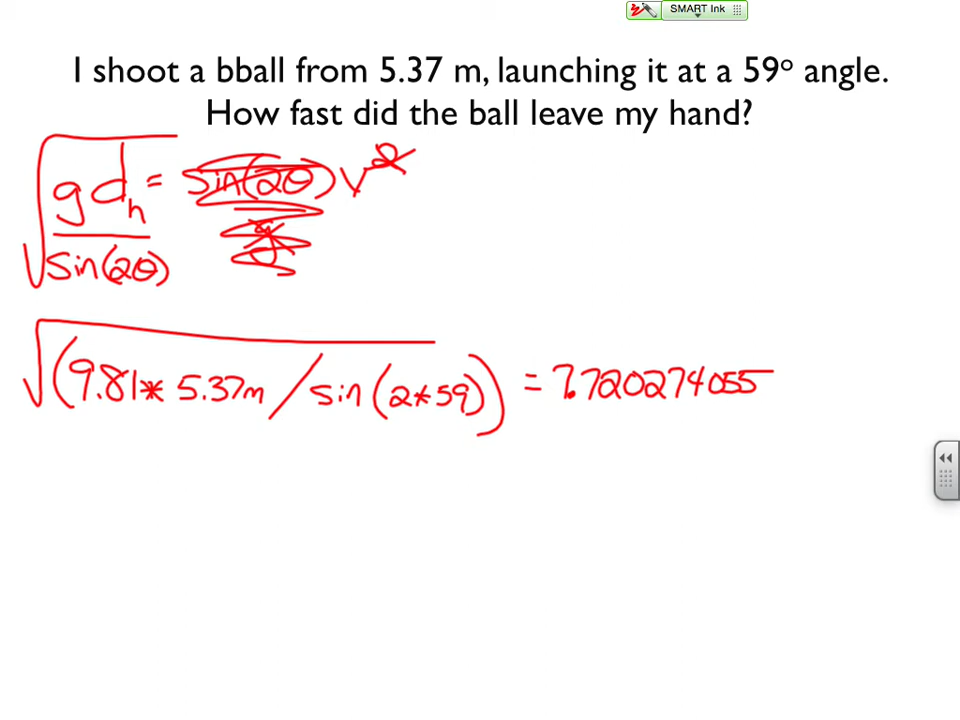 SMART Ink
I shoot a bball from 5.37 m, launching it at a 59° angle.
How fast did the ball leave my hand?
√ g dₕ = sin(2θ) v²
sin(2θ)
√(9.81* 5.37m / sin(2*59)) = 7.720274055